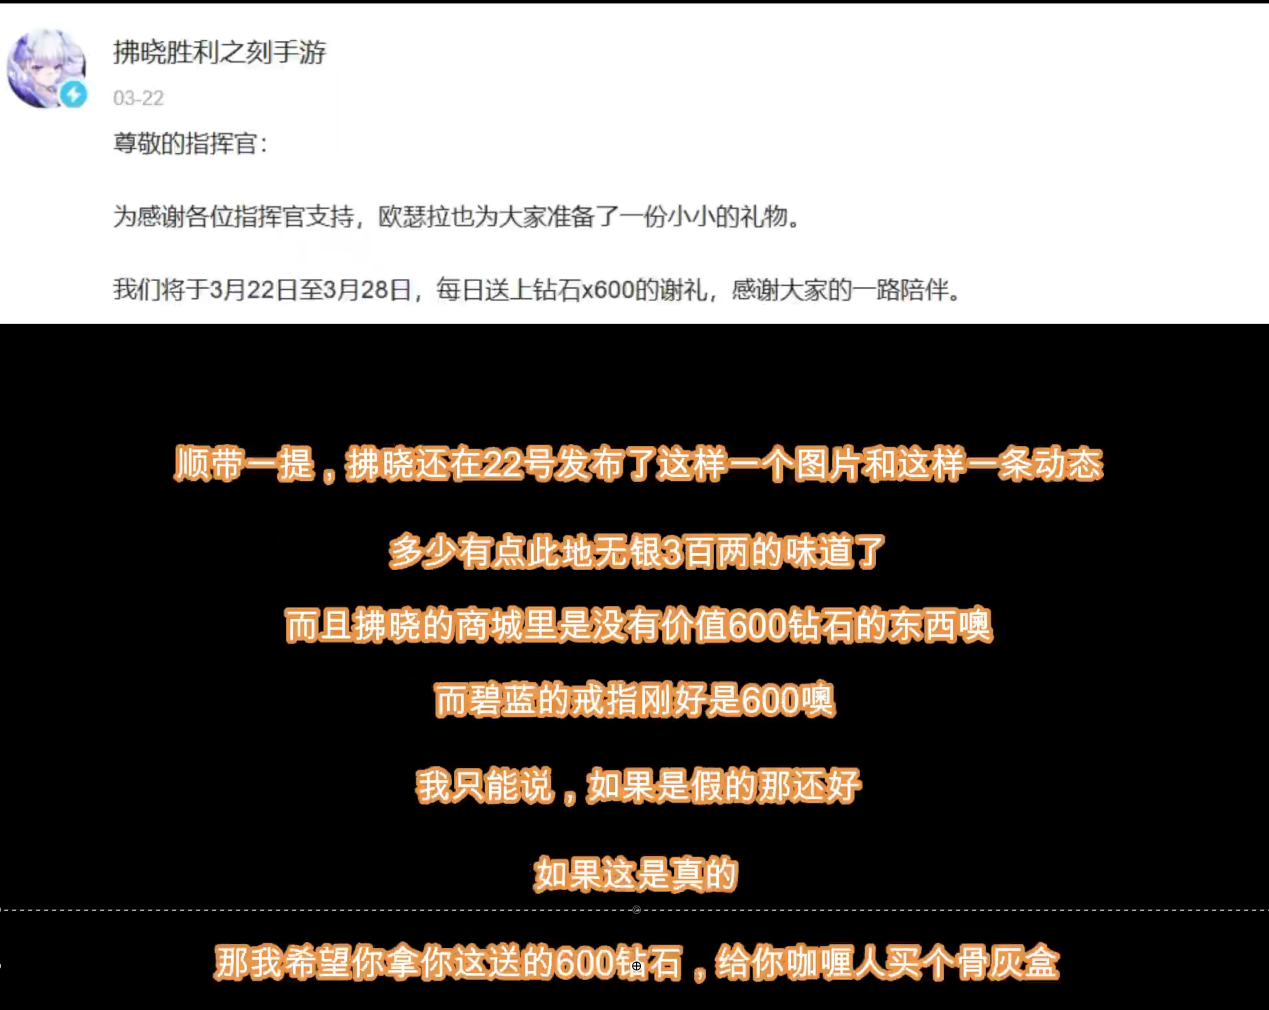 拂晓胜利之刻手游
03-22
尊敬的指挥官：
为感谢各位指挥官支持，欧瑟拉也为大家准备了一份小小的礼物。
我们将于3月22日至3月28日，每日送上钻石x600的谢礼，感谢大家的一路陪伴。
顺带一提，拂晓还在22号发布了这样一个图片和这样一条动态
多少有点此地无银3百两的味道了
而且拂晓的商城里是没有价值600钻石的东西噢
而碧蓝的戒指刚好是600噢
我只能说，如果是假的那还好
如果这是真的
那我希望你拿你这送的600钻石，给你咖喱人买个骨灰盒